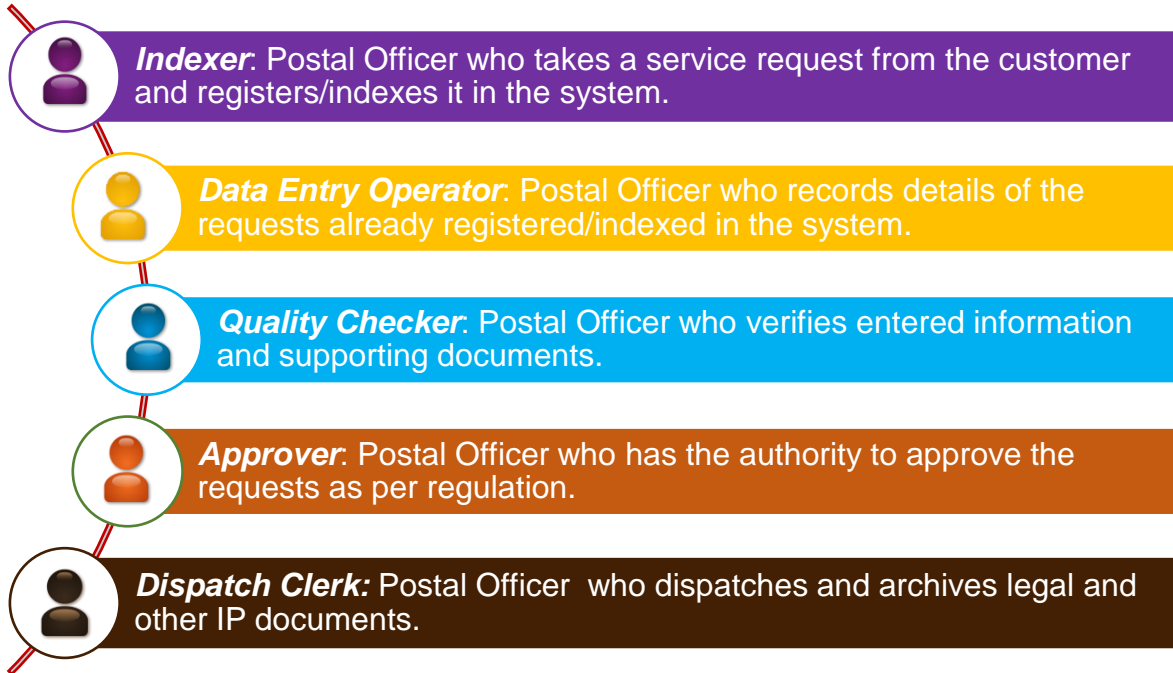 Indexer: Postal Officer who takes a service request from the customer
and registers/indexes it in the system.
Data Entry Operator: Postal Officer who records details of the
requests already registered/indexed in the system.
Quality Checker: Postal Officer who verifies entered information
and supporting documents.
Approver: Postal Officer who has the authority to approve the
requests as per regulation.
Dispatch Clerk: Postal Officer  who dispatches and archives legal and
other IP documents.